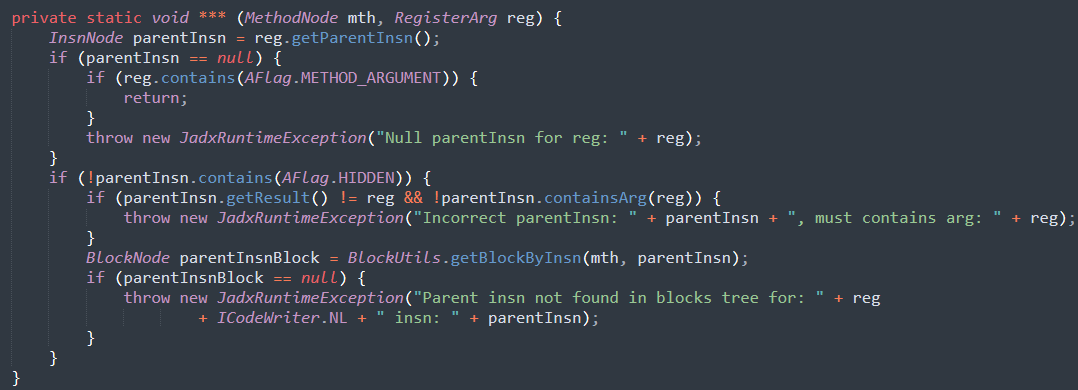 private static void *** (MethodNode mth, RegisterArg reg) {
    InsnNode parentInsn = reg.getParentInsn();
    if (parentInsn == null) {
        if (reg.contains(AFlag.METHOD_ARGUMENT)) {
            return;
        }
        throw new JadxRuntimeException("Null parentInsn for reg: " + reg);
    }
    if (!parentInsn.contains(AFlag.HIDDEN)) {
        if (parentInsn.getResult() != reg && !parentInsn.containsArg(reg)) {
            throw new JadxRuntimeException("Incorrect parentInsn: " + parentInsn + ", must contains arg: " + reg);
        }
        BlockNode parentInsnBlock = BlockUtils.getBlockByInsn(mth, parentInsn);
        if (parentInsnBlock == null) {
            throw new JadxRuntimeException("Parent insn not found in blocks tree for: " + reg
                    + ICodeWriter.NL + " insn: " + parentInsn);
        }
    }
}